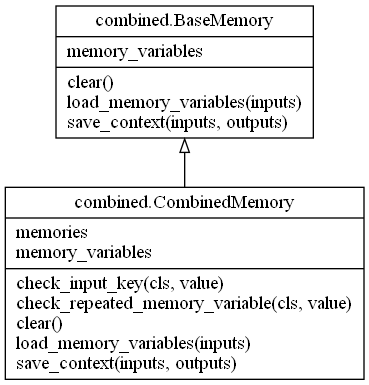 combined.BaseMemory
memory_variables
clear()
load_memory_variables(inputs)
save_context(inputs, outputs)
combined.CombinedMemory
memories
memory_variables
check_input_key(cls, value)
check_repeated_memory_variable(cls, value)
clear()
load_memory_variables(inputs)
save_context(inputs, outputs)